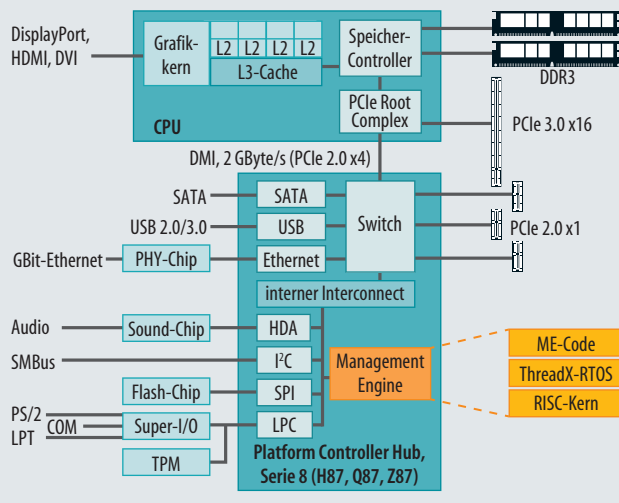 DisplayPort,
HDMI, DVI
Grafik-
kern
L2 L2 L2 L2
L3-Cache
Speicher-
Controller
PCIe Root
Complex
CPU
DDR3
PCIe 3.0 x16
DMI, 2 GByte/s (PCIe 2.0 x4)
SATA
SATA
USB 2.0/3.0
USB
Switch
PCIe 2.0 x1
GBit-Ethernet
PHY-Chip
Ethernet
interner Interconnect
Audio
Sound-Chip
HDA
SMBus
I²C
Management
Engine
ME-Code
ThreadX-RTOS
RISC-Kern
Flash-Chip
SPI
PS/2
COM
LPT
Super-I/O
LPC
TPM
Platform Controller Hub,
Serie 8 (H87, Q87, Z87)